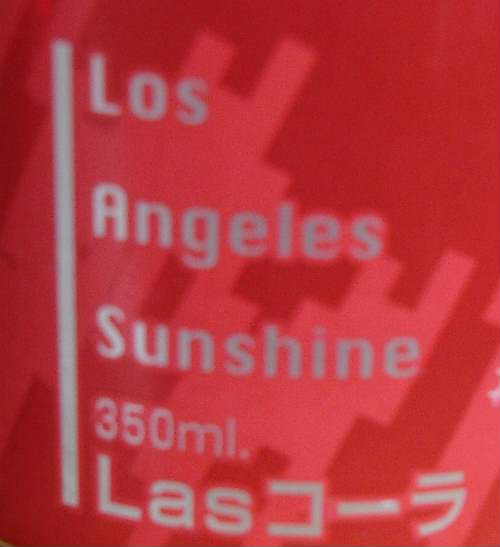 Los
Angeles
Sunshine
350ml.
Lasコーラ